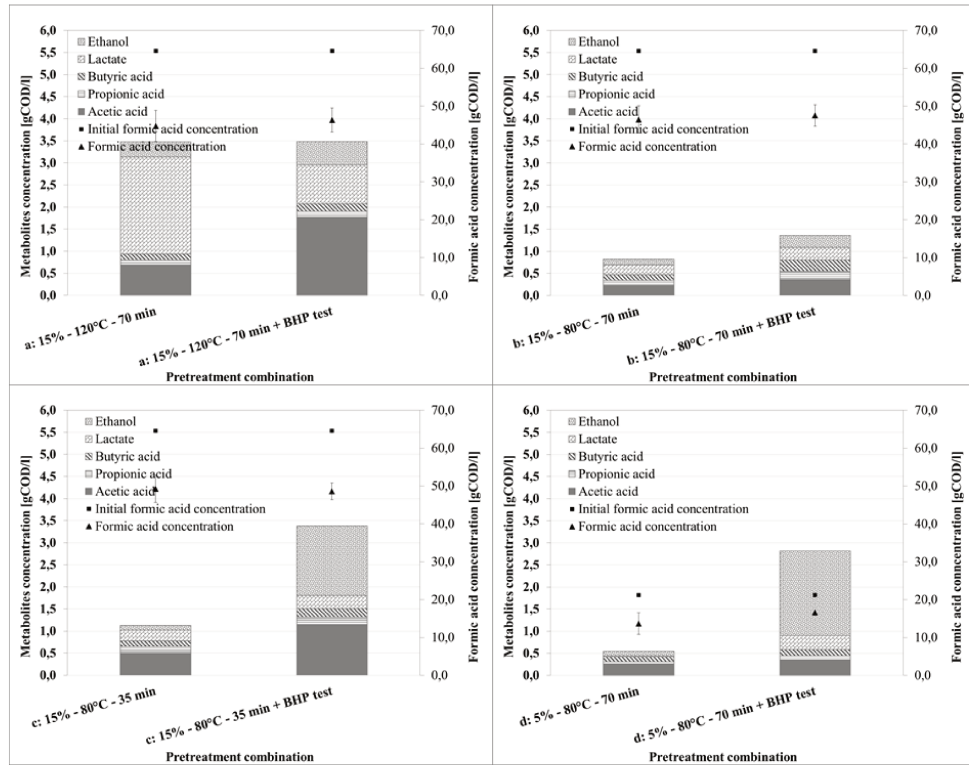 6,0
5,5
5,0
4,5
4,0
3,5
3,0
2,5
2,0
1,5
1,0
0,5
0,0
Metabolites concentration [gCOD/l]
Ethanol
Lactate
Butyric acid
Propionic acid
Acetic acid
Initial formic acid concentration
Formic acid concentration
70,0
60,0
50,0
40,0
30,0
20,0
10,0
0,0
Formic acid conncentration [gCOD/l]
a: 15% - 120°C - 70 min
a: 15% - 120°C - 70 min + BHP test
Pretreatment combination
6,0
5,5
5,0
4,5
4,0
3,5
3,0
2,5
2,0
1,5
1,0
0,5
0,0
Metabolites concentration [gCOD/l]
Ethanol
Lactate
Butyric acid
Propionic acid
Acetic acid
Initial formic acid concentration
Formic acid concentration
70,0
60,0
50,0
40,0
30,0
20,0
10,0
0,0
Formic acid conncentration [gCOD/l]
b: 15% - 80°C - 70 min
b: 15% - 80°C - 70 min + BHP test
Pretreatment combination
6,0
5,5
5,0
4,5
4,0
3,5
3,0
2,5
2,0
1,5
1,0
0,5
0,0
Metabolites concentration [gCOD/l]
Ethanol
Lactate
Butyric acid
Propionic acid
Acetic acid
Initial formic acid concentration
Formic acid concentration
70,0
60,0
50,0
40,0
30,0
20,0
10,0
0,0
Formic acid conncentration [gCOD/l]
c: 15% - 80°C - 35 min
c: 15% - 80°C - 35 min + BHP test
Pretreatment combination
6,0
5,5
5,0
4,5
4,0
3,5
3,0
2,5
2,0
1,5
1,0
0,5
0,0
Metabolites concentration [gCOD/l]
Ethanol
Lactate
Butyric acid
Propionic acid
Acetic acid
Initial formic acid concentration
Formic acid concentration
70,0
60,0
50,0
40,0
30,0
20,0
10,0
0,0
Formic acid conncentration [gCOD/l]
d: 5% - 80°C - 70 min
d: 5% - 80°C - 70 min + BHP test
Pretreatment combination